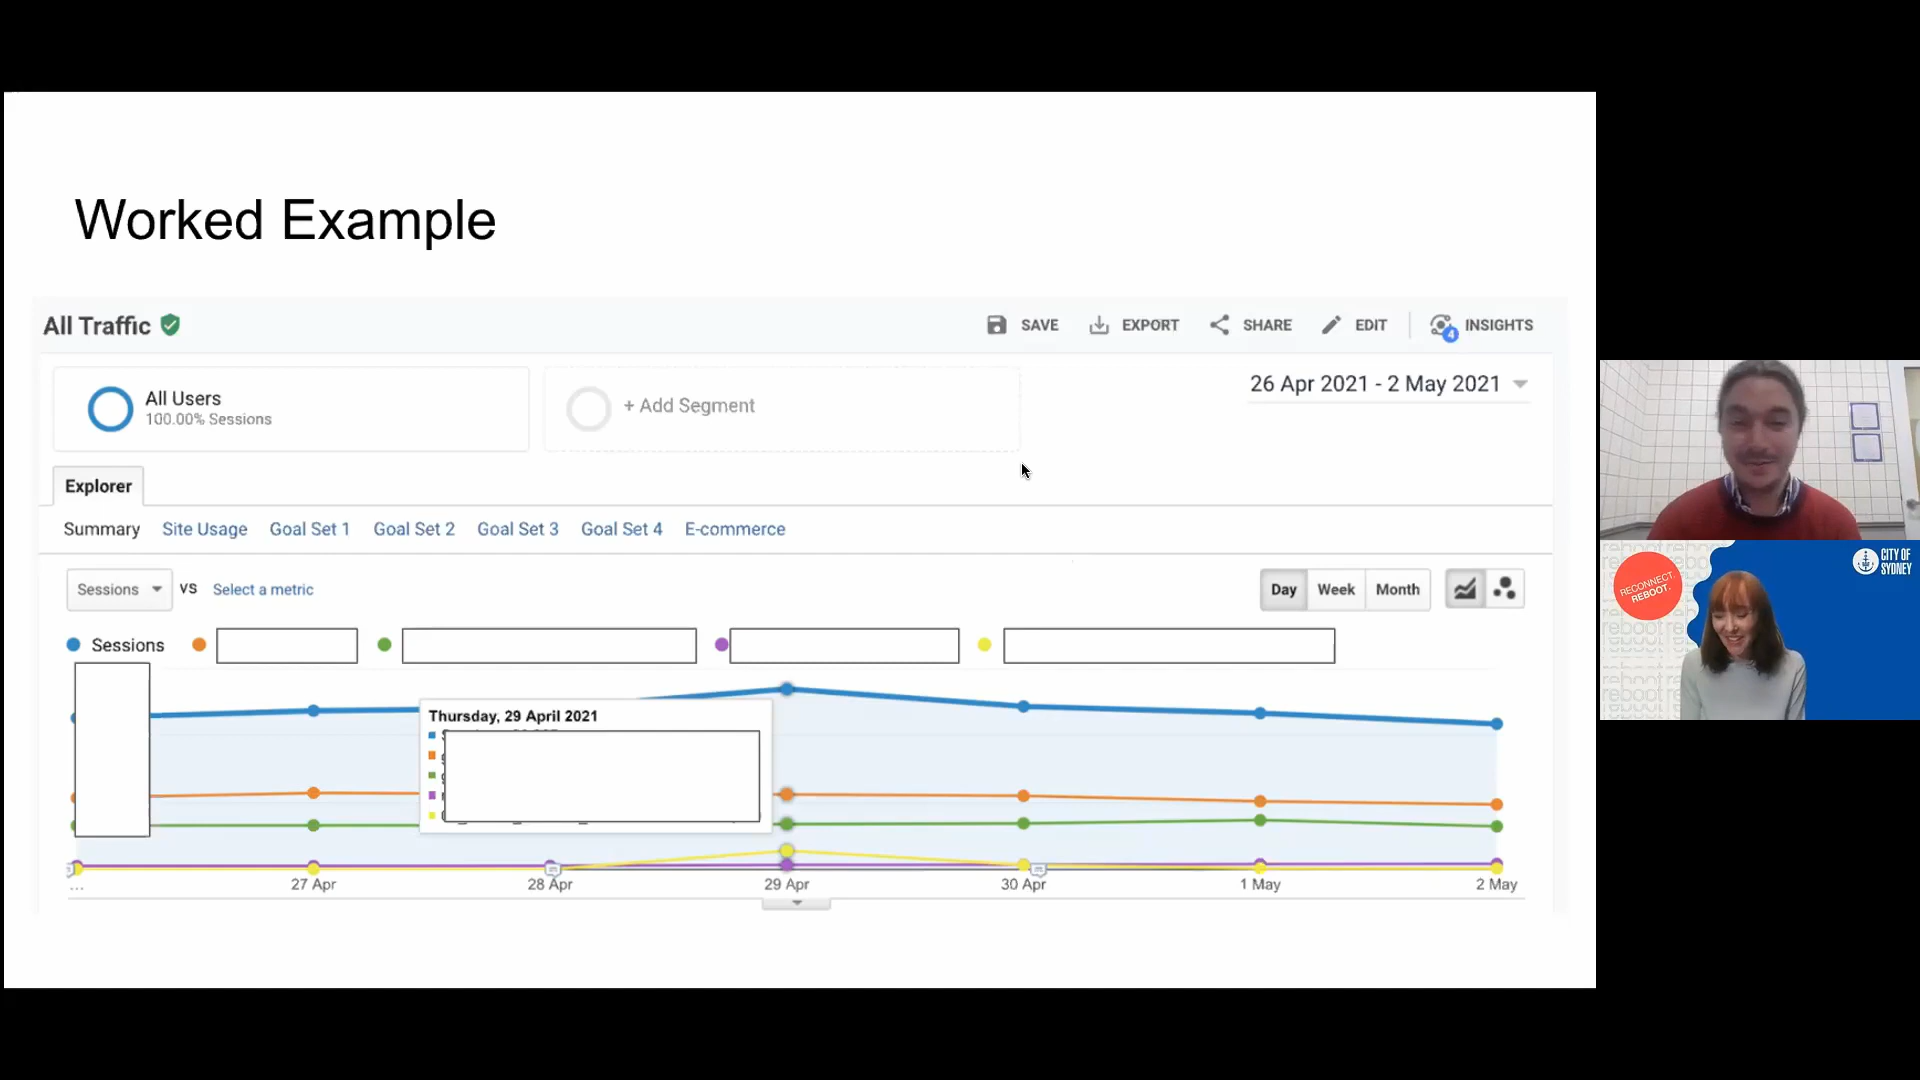 Worked Example
All Traffic
SAVE EXPORT SHARE EDIT 4 INSIGHTS
All Users
100.00% Sessions
+ Add Segment
26 Apr 2021 - 2 May 2021
Explorer
Summary Site Usage Goal Set 1 Goal Set 2 Goal Set 3 Goal Set 4 E-commerce
Sessions VS Select a metric
Day Week Month
Sessions
Thursday, 29 April 2021
... 27 Apr 28 Apr 29 Apr 30 Apr 1 May 2 May
RECONNECT.
REBOOT.
CITY OF
SYDNEY
reboot